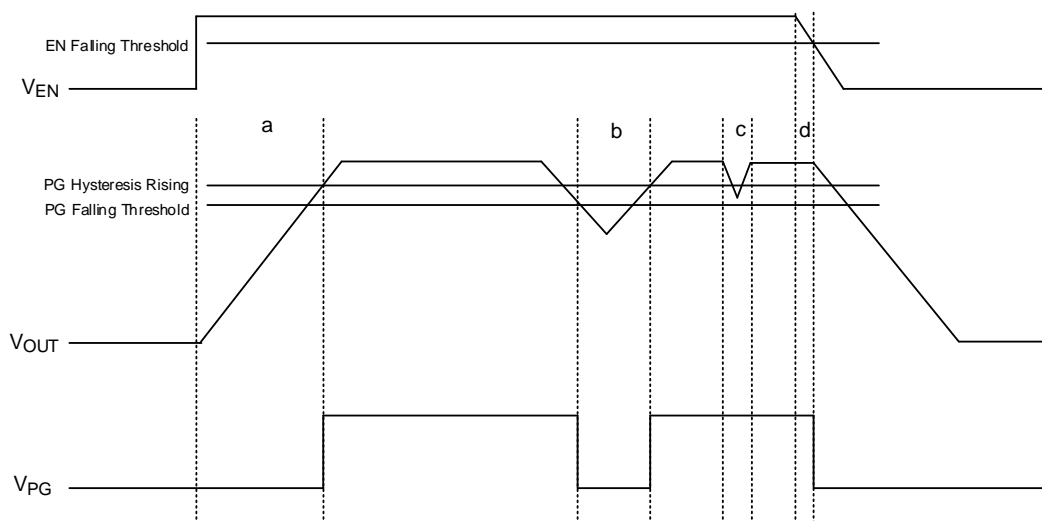 EN Falling Threshold
VEN
a
b
c
d
PG Hysteresis Rising
PG Falling Threshold
VOUT
VPG